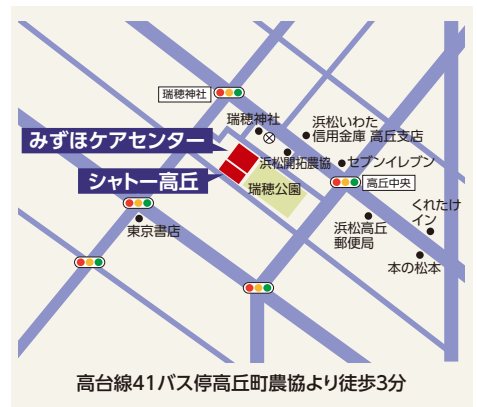 瑞穂神社
瑞穂神社
浜松いわた
信用金庫 高丘支店
みずほケアセンター
浜松開拓農協
セブンイレブン
シャトー高丘
瑞穂公園
高丘中央
くれたけ
イン
東京書店
浜松高丘
郵便局
本の松本
高台線41バス停高丘町農協より徒歩3分